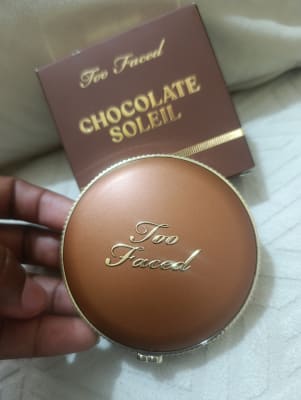 Too Faced
CHOCOLATE
SOLEIL
Too
Faced